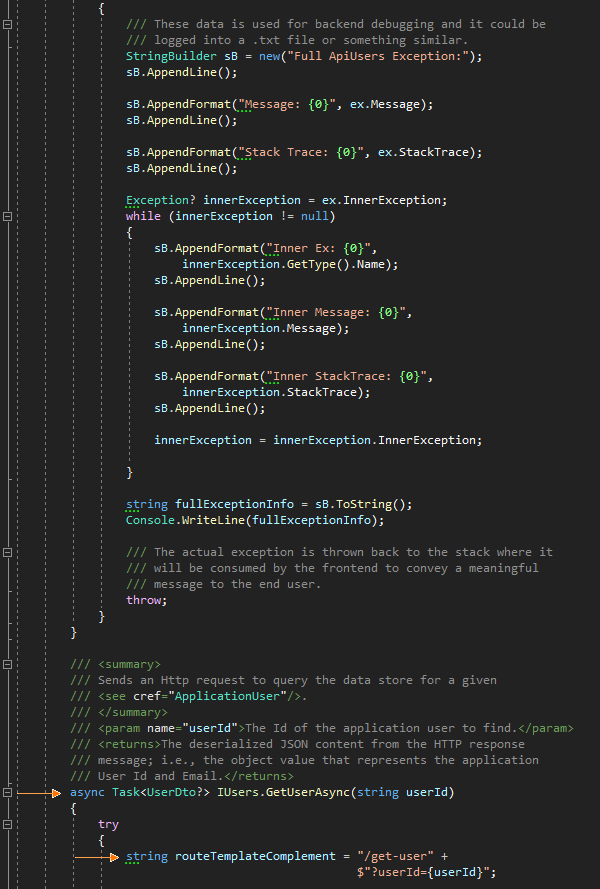 {
/// These data is used for backend debugging and it could be
/// logged into a .txt file or something similar.
StringBuilder sB = new("Full ApiUsers Exception:");
sB.AppendLine();
sB.AppendFormat("Message: {0}", ex.Message);
sB.AppendLine();
sB.AppendFormat("Stack Trace: {0}", ex.StackTrace);
sB.AppendLine();
Exception? innerException = ex.InnerException;
while (innerException != null)
{
sB.AppendFormat("Inner Ex: {0}",
innerException.GetType().Name);
sB.AppendLine();
sB.AppendFormat("Inner Message: {0}",
innerException.Message);
sB.AppendLine();
sB.AppendFormat("Inner StackTrace: {0}",
innerException.StackTrace);
sB.AppendLine();
innerException = innerException.InnerException;
}
string fullExceptionInfo = sB.ToString();
Console.WriteLine(fullExceptionInfo);
/// The actual exception is thrown back to the stack where it
/// will be consumed by the frontend to convey a meaningful
/// message to the end user.
throw;
}
}
/// <summary>
/// Sends an Http request to query the data store for a given
/// <see cref="ApplicationUser"/>.
/// </summary>
/// <param name="userId">The Id of the application user to find.</param>
/// <returns>The deserialized JSON content from the HTTP response
/// message; i.e., the object value that represents the application
/// User Id and Email.</returns>
async Task<UserDto?> IUsers.GetUserAsync(string userId)
{
try
{
string routeTemplateComplement = "/get-user" +
$"?userId={userId}";